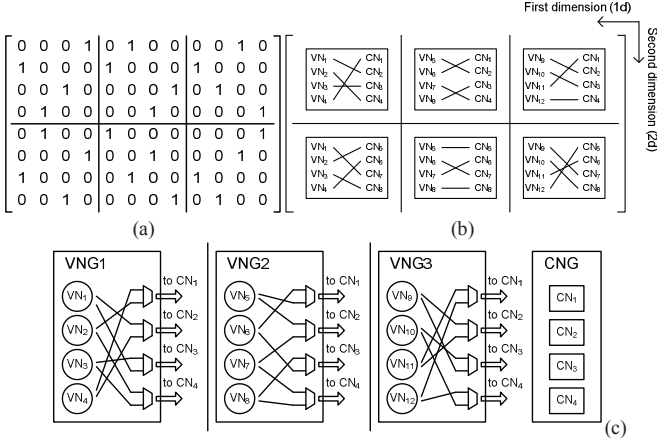 First dimension (1d)
Second dimension (2d)
0 0 0 1 0 1 0 0 0 0 1 0
1 0 0 0 1 0 0 0 1 0 0 0
0 0 1 0 0 0 0 1 0 1 0 0
0 1 0 0 0 0 1 0 0 0 0 1
0 1 0 0 1 0 0 0 0 0 0 1
0 0 0 1 0 0 1 0 0 0 1 0
1 0 0 0 0 1 0 0 1 0 0 0
0 0 1 0 0 0 0 1 0 1 0 0
(a)
VN1 CN1
VN2 CN2
VN3 CN3
VN4 CN4
VN5 CN1
VN6 CN2
VN7 CN3
VN8 CN4
VN9 CN1
VN10 CN2
VN11 CN3
VN12 CN4
VN1 CN5
VN2 CN6
VN3 CN7
VN4 CN8
VN5 CN5
VN6 CN6
VN7 CN7
VN8 CN8
VN9 CN5
VN10 CN6
VN11 CN7
VN12 CN8
(b)
VNG1
VN1
VN2
VN3
VN4
to CN1
to CN2
to CN3
to CN4
VNG2
VN5
VN6
VN7
VN8
to CN1
to CN2
to CN3
to CN4
VNG3
VN9
VN10
VN11
VN12
to CN1
to CN2
to CN3
to CN4
CNG
CN1
CN2
CN3
CN4
(c)